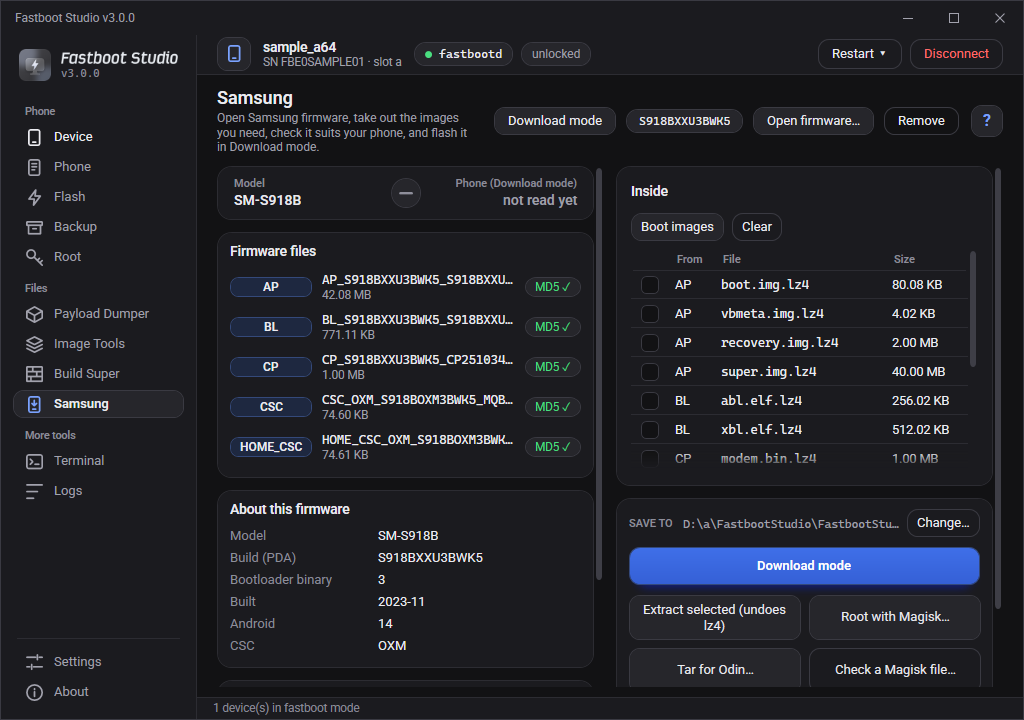 Fastboot Studio v3.0.0
Fastboot Studio
v3.0.0
Phone
Device
Phone
Flash
Backup
Root
Files
Payload Dumper
Image Tools
Build Super
Samsung
More tools
Terminal
Logs
Settings
About
sample_a64
SN FBE0SAMPLE01 · slot a
fastbootd
unlocked
Restart
Disconnect
Samsung
Open Samsung firmware, take out the images
you need, check it suits your phone, and flash it
in Download mode.
Download mode
S918BXXU3BWK5
Open firmware...
Remove
?
Model
SM-S918B
Phone (Download mode)
not read yet
Firmware files
AP
AP_S918BXXU3BWK5_S918BXXU...
42.08 MB
MD5 ✓
BL
BL_S918BXXU3BWK5_S918BXXU...
771.11 KB
MD5 ✓
CP
CP_S918BXXU3BWK5_CP251034...
1.00 MB
MD5 ✓
CSC
CSC_OXM_S918BOXM3BWK5_MQB...
74.60 KB
MD5 ✓
HOME_CSC
HOME_CSC_OXM_S918BOXM3BWK...
74.61 KB
MD5 ✓
About this firmware
Model SM-S918B
Build (PDA) S918BXXU3BWK5
Bootloader binary 3
Built 2023-11
Android 14
CSC OXM
Inside
Boot images
Clear
From File Size
AP boot.img.lz4 80.08 KB
AP vbmeta.img.lz4 4.02 KB
AP recovery.img.lz4 2.00 MB
AP super.img.lz4 40.00 MB
BL abl.elf.lz4 256.02 KB
BL xbl.elf.lz4 512.02 KB
CP modem.bin.lz4 1.00 MB
SAVE TO D:\a\FastbootStudio\FastbootStu...
Change...
Download mode
Extract selected (undoes
lz4)
Root with Magisk...
Tar for Odin...
Check a Magisk file...
1 device(s) in fastboot mode